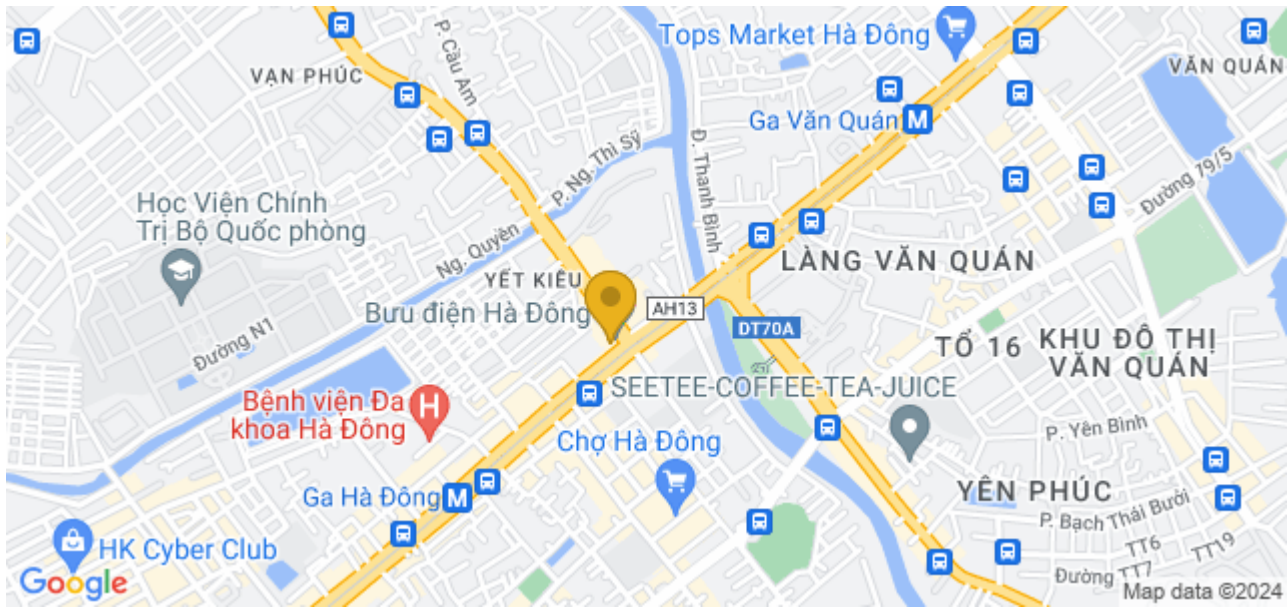 Tops Market Hà Đông
VẠN PHÚC
P. Cầu Am
VĂN QUÁN
Ga Văn Quán
M
P. Ng. Thì Sỹ
Đ. Thanh Bình
Đường 79/5
Học Viện Chính
Trị Bộ Quốc phòng
Ng. Quyền
LÀNG VĂN QUÁN
YẾT KIÊU
Bưu điện Hà Đông
AH13
DT70A
Đường N1
TỔ 16
KHU ĐÔ THỊ
VĂN QUÁN
SEETEE-COFFEE-TEA-JUICE
Bệnh viện Đa
khoa Hà Đông
H
P. Yên Bình
Chợ Hà Đông
Ga Hà Đông
M
YÊN PHÚC
P. Bạch Thái Bưởi
HK Cyber Club
TT6
TT19
Đường TT7
Google
Map data ©2024